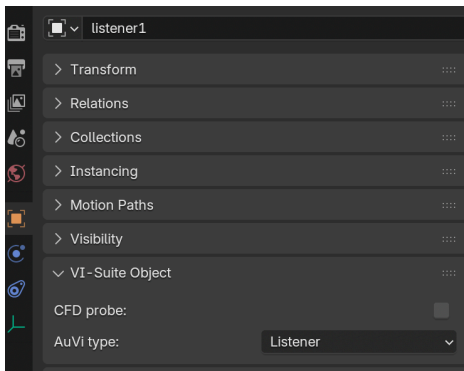 listener1
Transform
Relations
Collections
Instancing
Motion Paths
Visibility
VI-Suite Object
CFD probe:
AuVi type: Listener